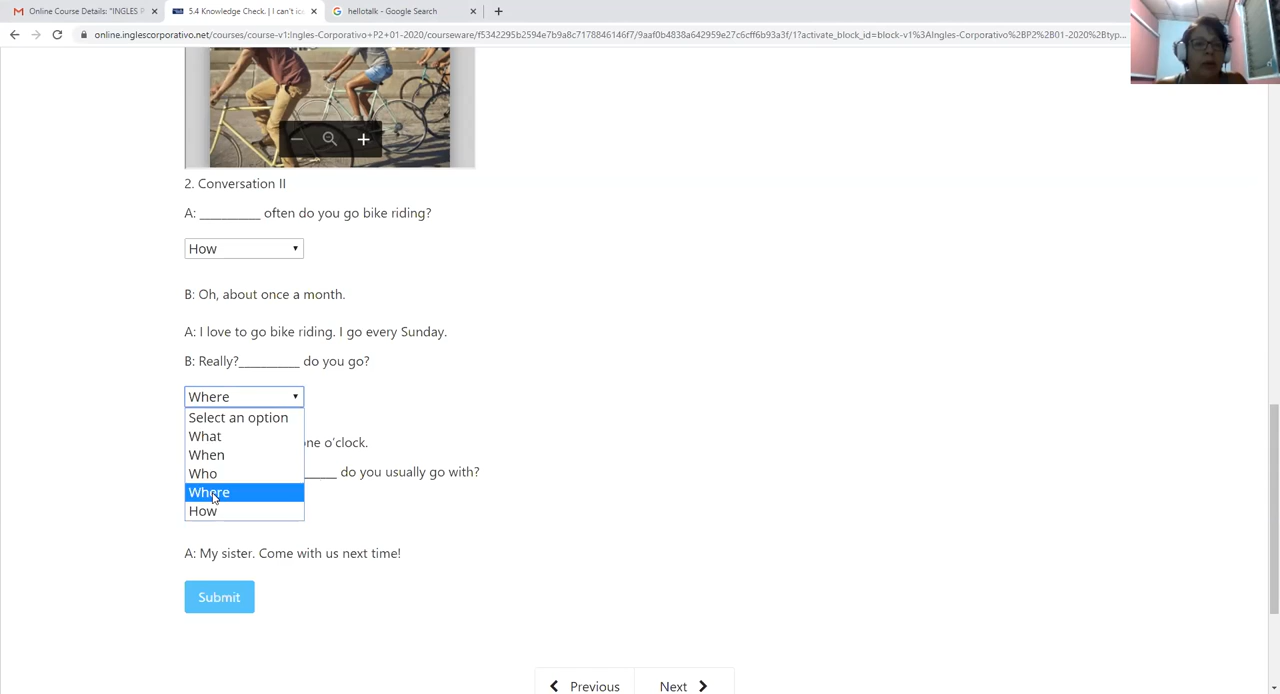 Online Course Details: "INGLES P
5.4 Knowledge Check. | I can't ice
hellotalk - Google Search
online.inglescorporativo.net/courses/course-v1:Ingles-Corporativo+P2+01-2020/courseware/f5342295b2594e7b9a8c7178846146f7/9aaf0b4838a642959e27c6cff6b93a3f/1?activate_block_id=block-v1%3AIngles-Corporativo%2BP2%2B01-2020%2Btyp...
2. Conversation II
A: __________ often do you go bike riding?
How
B: Oh, about once a month.
A: I love to go bike riding. I go every Sunday.
B: Really?__________ do you go?
Where
Select an option
What
When
Who
Where
How
one o'clock.
______ do you usually go with?
A: My sister. Come with us next time!
Submit
Previous
Next